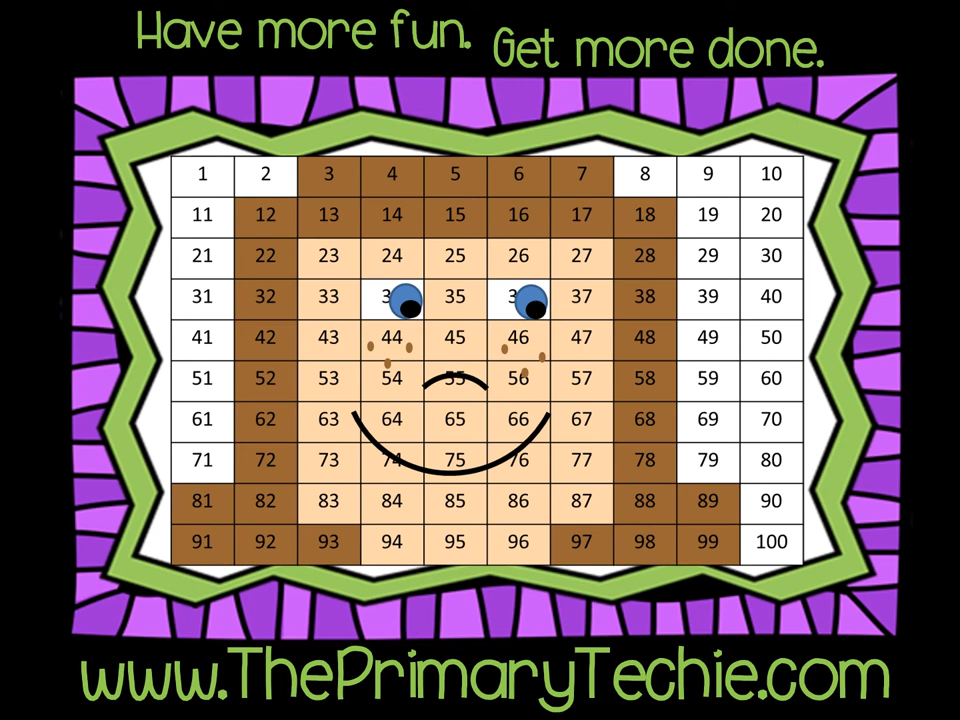 Have more fun. Get more done.
1 2 3 4 5 6 7 8 9 10
11 12 13 14 15 16 17 18 19 20
21 22 23 24 25 26 27 28 29 30
31 32 33 35 37 38 39 40
41 42 43 44 45 46 47 48 49 50
51 52 53 54 55 56 57 58 59 60
61 62 63 64 65 66 67 68 69 70
71 72 73 74 75 76 77 78 79 80
81 82 83 84 85 86 87 88 89 90
91 92 93 94 95 96 97 98 99 100
www.ThePrimaryTechie.com